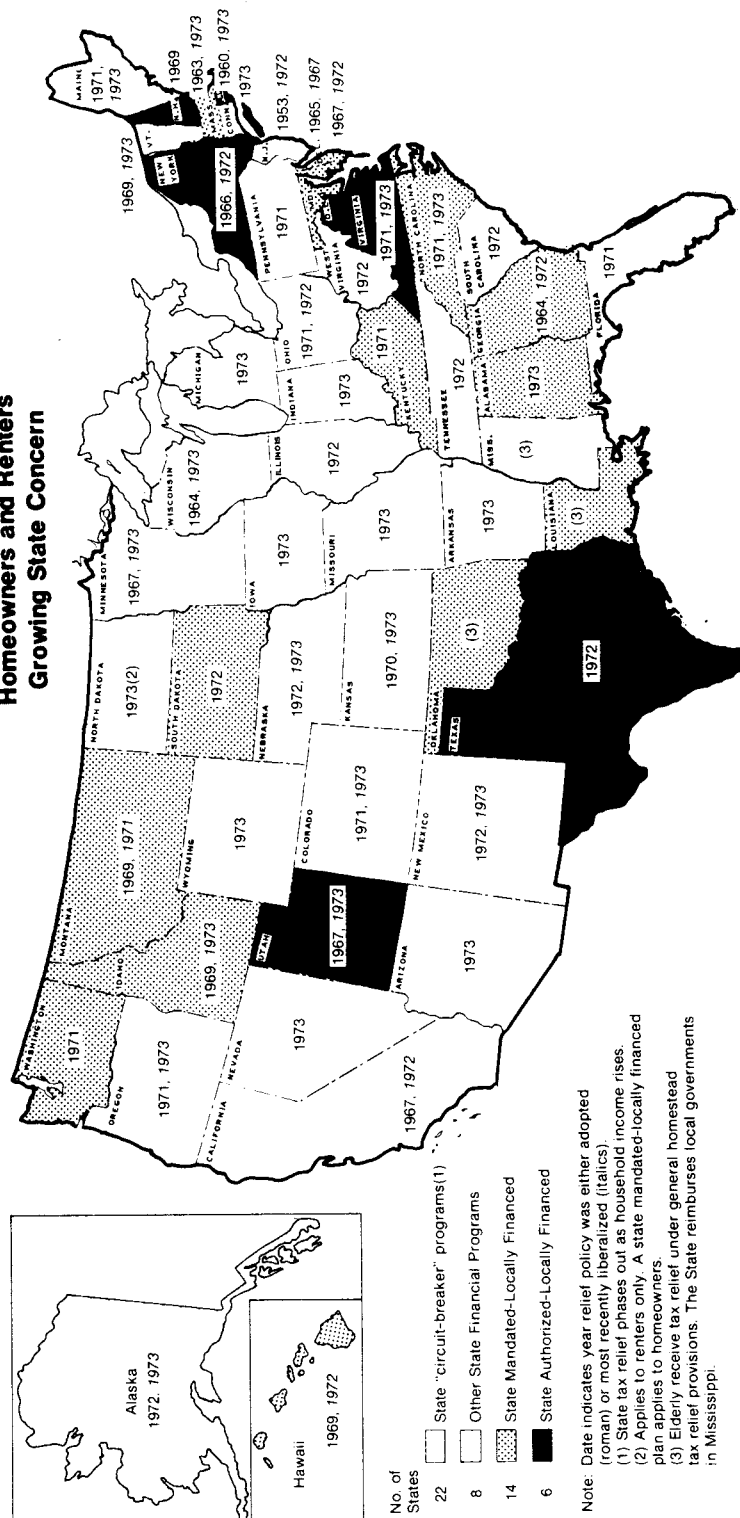 Homeowners and Renters
Growing State Concern
Alaska
1972, 1973
Hawaii
1969, 1972
WASHINGTON
1971
OREGON
1971, 1973
CALIFORNIA
1967, 1972
NEVADA
1973
IDAHO
1969, 1973
MONTANA
1969, 1971
WYOMING
1973
UTAH
1967, 1973
ARIZONA
1973
COLORADO
1971, 1973
NEW MEXICO
1972, 1973
NORTH DAKOTA
1973(2)
SOUTH DAKOTA
1972
NEBRASKA
1972, 1973
KANSAS
1970, 1973
OKLAHOMA
(3)
TEXAS
1972
MINNESOTA
1967, 1973
IOWA
1973
MISSOURI
1973
ARKANSAS
1973
LOUISIANA
(3)
WISCONSIN
1964, 1973
ILLINOIS
1972
MICHIGAN
1973
INDIANA
1973
OHIO
1971, 1972
KENTUCKY
1971
TENNESSEE
1972
MISS.
(3)
ALABAMA
1973
GEORGIA
1964, 1972
FLORIDA
1971
SOUTH
CAROLINA
1972
NORTH CAROLINA
1971, 1973
VIRGINIA
1971, 1973
WEST
VIRGINIA
1972
PENNSYLVANIA
1971
NEW
YORK
1966, 1972
VT.
1969, 1973
N.H.
1969
MAINE
1971,
1973
MASS.
1963, 1973
CONN.
1960, 1973
1973
N.J.
1953, 1972
1965, 1967
MD.
1967, 1972
No. of
States
22 State "circuit-breaker" programs(1)
8 Other State Financial Programs
14 State Mandated-Locally Financed
6 State Authorized-Locally Financed
Note: Date indicates year relief policy was either adopted
(roman) or most recently liberalized (italics).
(1) State tax relief phases out as household income rises.
(2) Applies to renters only. A state mandated-locally financed
plan applies to homeowners.
(3) Elderly receive tax relief under general homestead
tax relief provisions. The State reimburses local governments
in Mississippi.